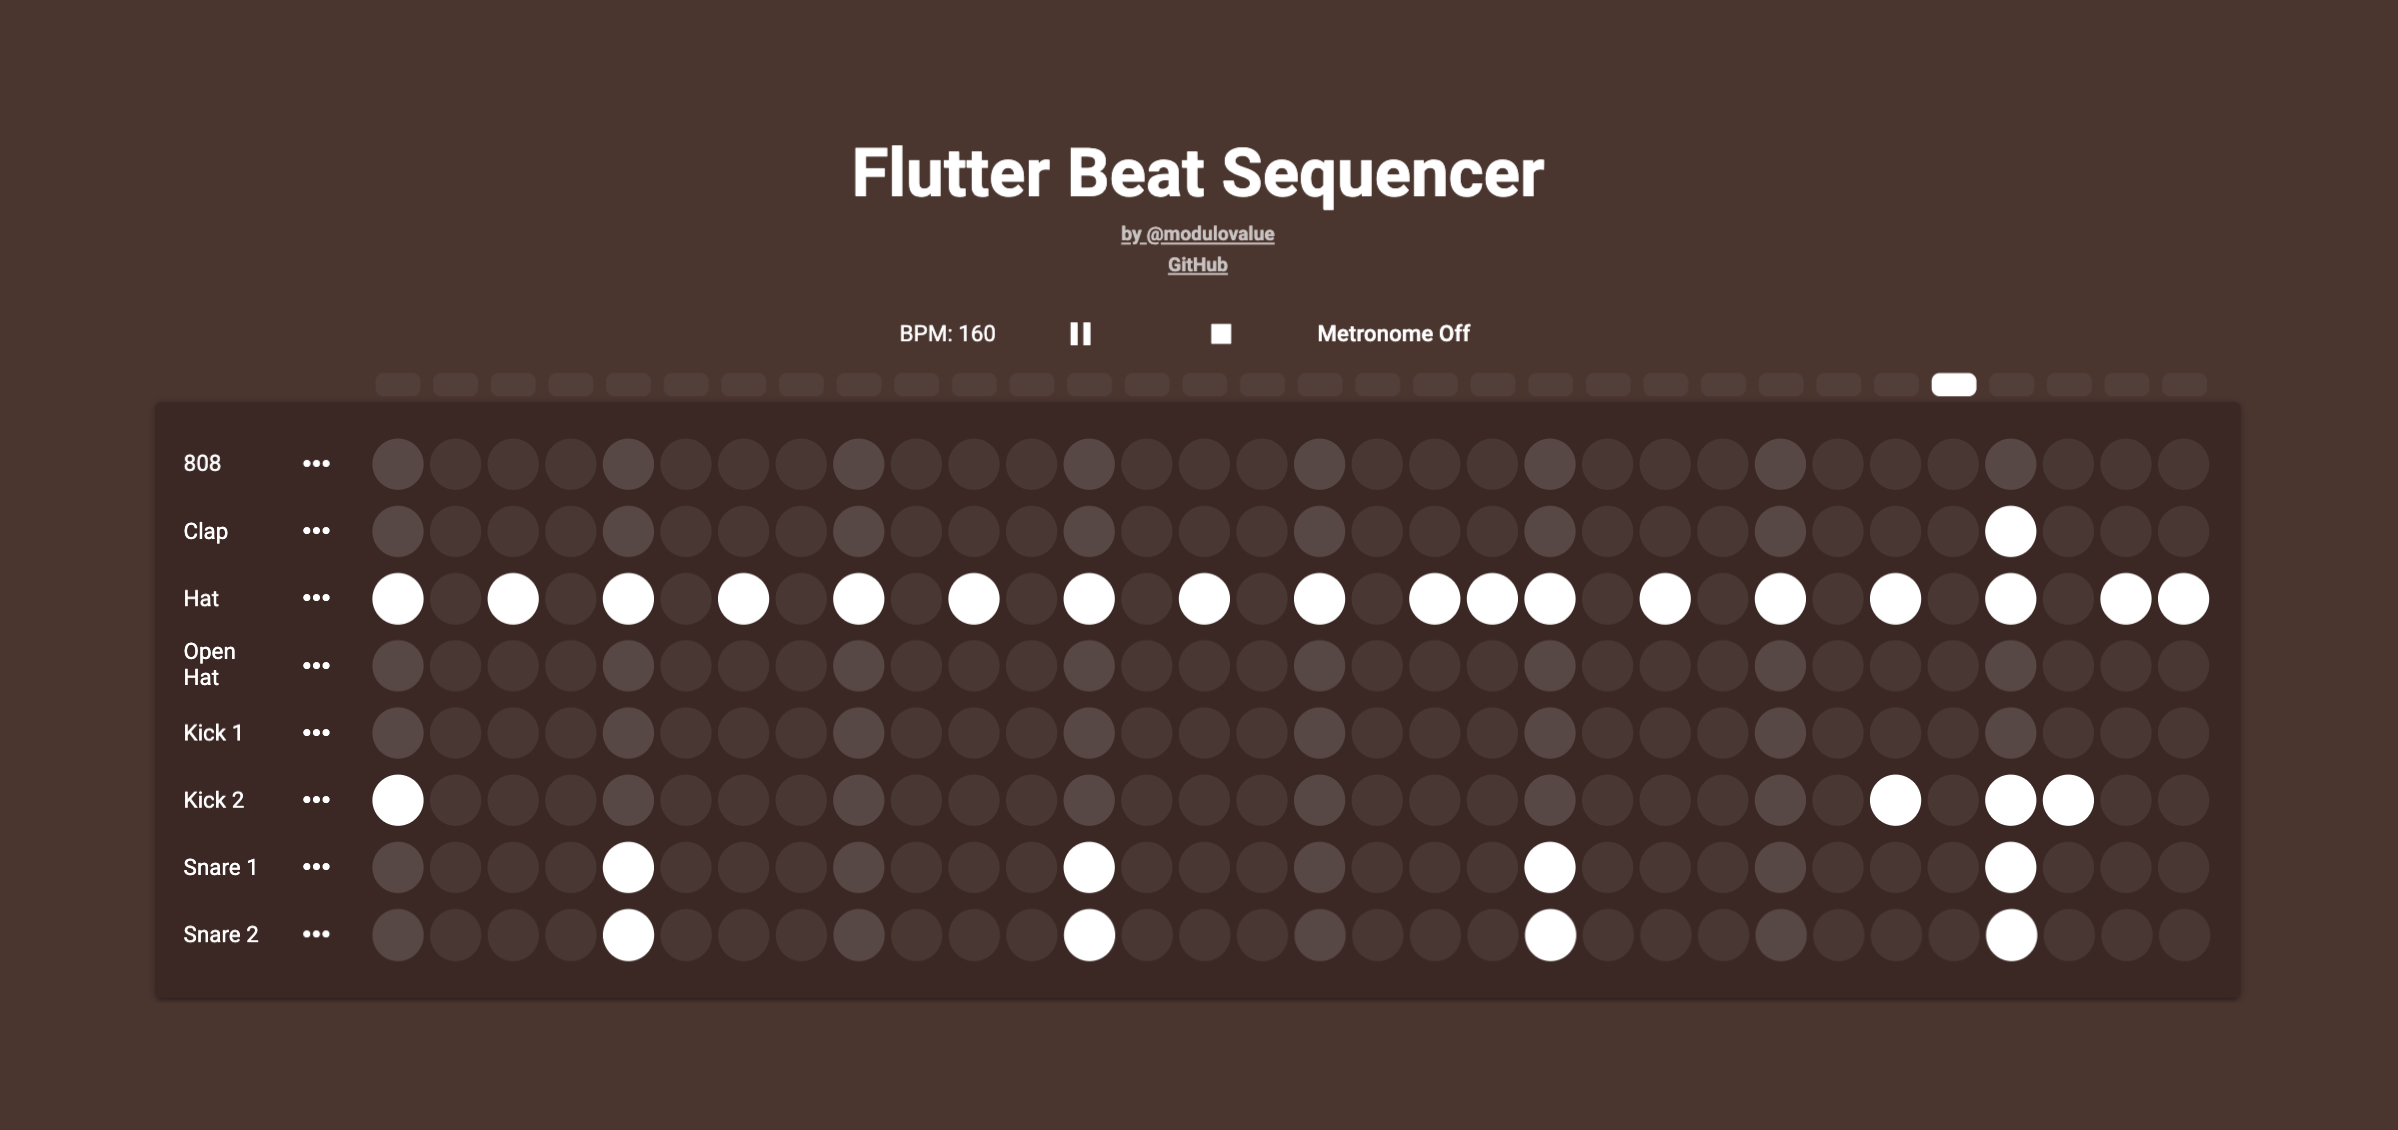 Flutter Beat Sequencer
by @modulovalue
GitHub
BPM: 160 Metronome Off
808
Clap
Hat
Open
Hat
Kick 1
Kick 2
Snare 1
Snare 2